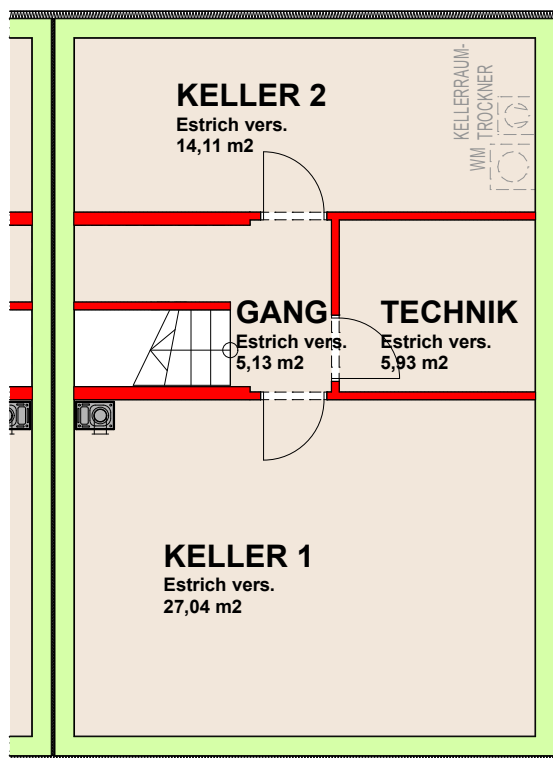 KELLER 2
Estrich vers.
14,11 m2
KELLERRAUM-
WM TROCKNER
GANG
Estrich vers.
5,13 m2
TECHNIK
Estrich vers.
5,93 m2
KELLER 1
Estrich vers.
27,04 m2